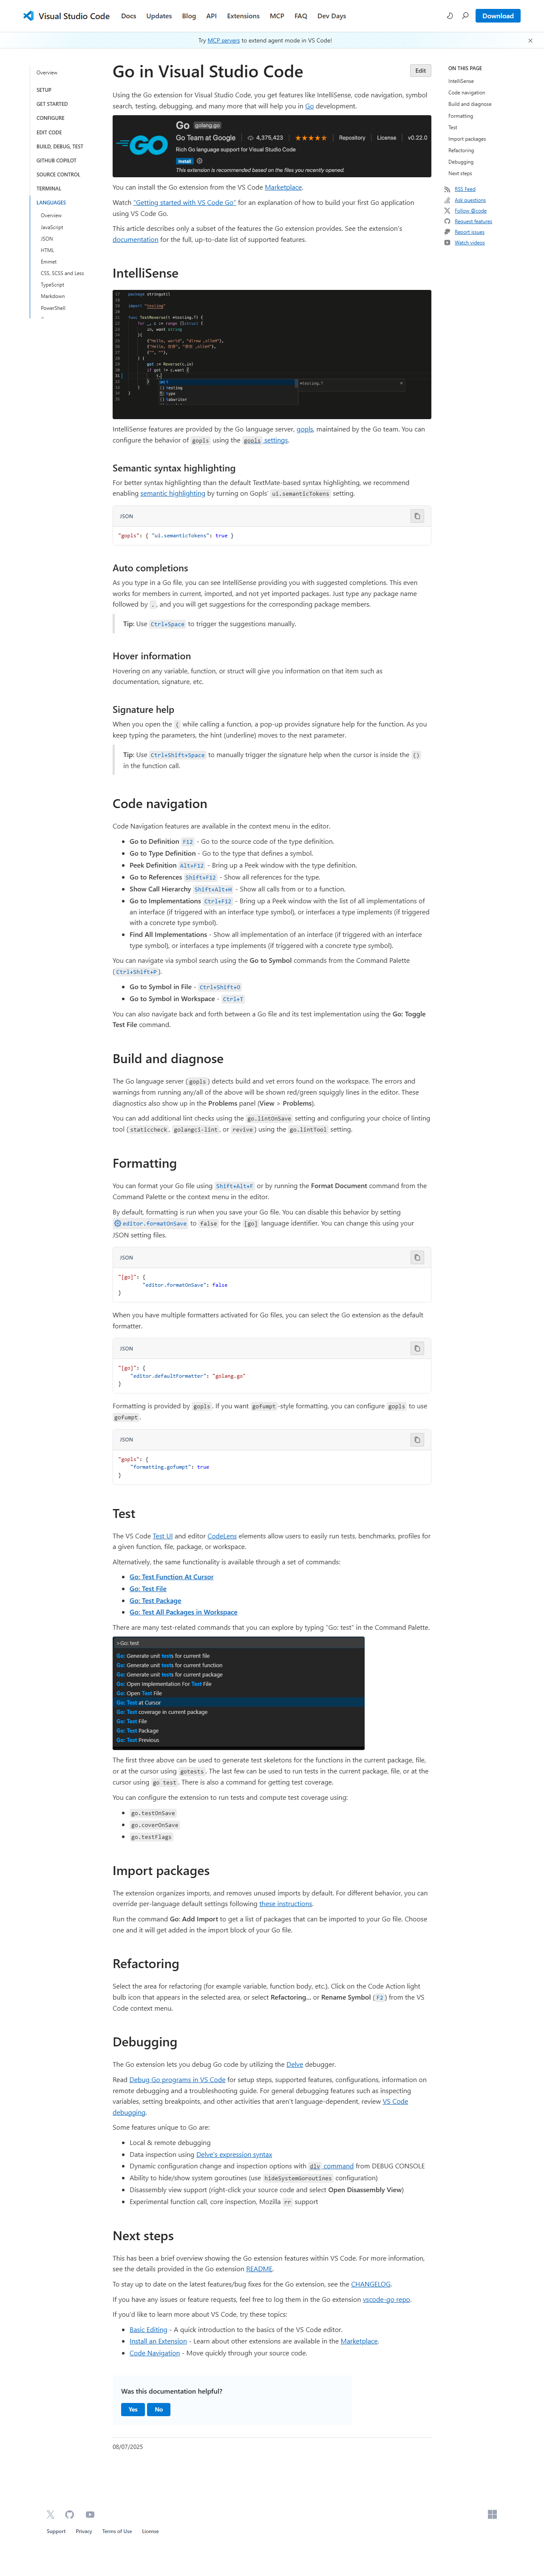 Visual Studio Code
Docs Updates Blog API Extensions MCP FAQ Dev Days
Download
Try MCP servers to extend agent mode in VS Code!
Overview
SETUP
GET STARTED
CONFIGURE
EDIT CODE
BUILD, DEBUG, TEST
GITHUB COPILOT
SOURCE CONTROL
TERMINAL
LANGUAGES
Overview
JavaScript
JSON
HTML
Emmet
CSS, SCSS and Less
TypeScript
Markdown
PowerShell
Go in Visual Studio Code
Edit
Using the Go extension for Visual Studio Code, you get features like IntelliSense, code navigation, symbol
search, testing, debugging, and many more that will help you in Go development.
Go golang.go
Go Team at Google 4,375,423 ★★★★★ Repository License v0.22.0
Rich Go language support for Visual Studio Code
Install
You can install the Go extension from the VS Code Marketplace.
Watch "Getting started with VS Code Go" for an explanation of how to build your first Go application
using VS Code Go.
This article describes only a subset of the features the Go extension provides. See the extension's
documentation for the full, up-to-date list of supported features.
IntelliSense
17 package stringutil
18
19 import "testing"
20
21 func TestReverse(t *testing.T) {
IntelliSense features are provided by the Go language server, gopls, maintained by the Go team. You can
configure the behavior of gopls using the gopls settings.
Semantic syntax highlighting
For better syntax highlighting than the default TextMate-based syntax highlighting, we recommend
enabling semantic highlighting by turning on Gopls' ui.semanticTokens setting.
JSON
"gopls": { "ui.semanticTokens": true }
Auto completions
As you type in a Go file, you can see IntelliSense providing you with suggested completions. This even
works for members in current, imported, and not yet imported packages. Just type any package name
followed by ., and you will get suggestions for the corresponding package members.
Tip: Use Ctrl+Space to trigger the suggestions manually.
Hover information
Hovering on any variable, function, or struct will give you information on that item such as
documentation, signature, etc.
Signature help
When you open the ( while calling a function, a pop-up provides signature help for the function. As you
keep typing the parameters, the hint (underline) moves to the next parameter.
Tip: Use Ctrl+Shift+Space to manually trigger the signature help when the cursor is inside the ()
in the function call.
Code navigation
Code Navigation features are available in the context menu in the editor.
• Go to Definition F12 - Go to the source code of the type definition.
• Go to Type Definition - Go to the type that defines a symbol.
• Peek Definition Alt+F12 - Bring up a Peek window with the type definition.
• Go to References Shift+F12 - Show all references for the type.
• Show Call Hierarchy Shift+Alt+H - Show all calls from or to a function.
• Go to Implementations Ctrl+F12 - Bring up a Peek window with the list of all implementations of
an interface (if triggered with an interface type symbol), or interfaces a type implements (if triggered
with a concrete type symbol).
• Find All Implementations - Show all implementation of an interface (if triggered with an interface
type symbol), or interfaces a type implements (if triggered with a concrete type symbol).
You can navigate via symbol search using the Go to Symbol commands from the Command Palette
(Ctrl+Shift+P).
• Go to Symbol in File - Ctrl+Shift+O
• Go to Symbol in Workspace - Ctrl+T
You can also navigate back and forth between a Go file and its test implementation using the Go: Toggle
Test File command.
Build and diagnose
The Go language server (gopls) detects build and vet errors found on the workspace. The errors and
warnings from running any/all of the above will be shown red/green squiggly lines in the editor. These
diagnostics also show up in the Problems panel (View > Problems).
You can add additional lint checks using the go.lintOnSave setting and configuring your choice of linting
tool (staticcheck, golangci-lint, or revive) using the go.lintTool setting.
Formatting
You can format your Go file using Shift+Alt+F or by running the Format Document command from the
Command Palette or the context menu in the editor.
By default, formatting is run when you save your Go file. You can disable this behavior by setting
editor.formatOnSave to false for the [go] language identifier. You can change this using your
JSON setting files.
JSON
"[go]": {
"editor.formatOnSave": false
}
When you have multiple formatters activated for Go files, you can select the Go extension as the default
formatter.
JSON
"[go]": {
"editor.defaultFormatter": "golang.go"
}
Formatting is provided by gopls. If you want gofumpt-style formatting, you can configure gopls to use
gofumpt.
JSON
"gopls": {
"formatting.gofumpt": true
}
Test
The VS Code Test UI and editor CodeLens elements allow users to easily run tests, benchmarks, profiles for
a given function, file, package, or workspace.
Alternatively, the same functionality is available through a set of commands:
• Go: Test Function At Cursor
• Go: Test File
• Go: Test Package
• Go: Test All Packages in Workspace
There are many test-related commands that you can explore by typing "Go: test" in the Command Palette.
>Go: test
Go: Generate unit tests for current file
Go: Generate unit tests for current function
Go: Generate unit tests for current package
Go: Open Implementation For Test File
Go: Open Test File
Go: Test at Cursor
Go: Test coverage in current package
Go: Test File
Go: Test Package
Go: Test Previous
The first three above can be used to generate test skeletons for the functions in the current package, file,
or at the cursor using gotests. The last few can be used to run tests in the current package, file, or at the
cursor using go test. There is also a command for getting test coverage.
You can configure the extension to run tests and compute test coverage using:
• go.testOnSave
• go.coverOnSave
• go.testFlags
Import packages
The extension organizes imports, and removes unused imports by default. For different behavior, you can
override per-language default settings following these instructions.
Run the command Go: Add Import to get a list of packages that can be imported to your Go file. Choose
one and it will get added in the import block of your Go file.
Refactoring
Select the area for refactoring (for example variable, function body, etc.). Click on the Code Action light
bulb icon that appears in the selected area, or select Refactoring... or Rename Symbol (F2) from the VS
Code context menu.
Debugging
The Go extension lets you debug Go code by utilizing the Delve debugger.
Read Debug Go programs in VS Code for setup steps, supported features, configurations, information on
remote debugging and a troubleshooting guide. For general debugging features such as inspecting
variables, setting breakpoints, and other activities that aren't language-dependent, review VS Code
debugging.
Some features unique to Go are:
• Local & remote debugging
• Data inspection using Delve's expression syntax
• Dynamic configuration change and inspection options with dlv command from DEBUG CONSOLE
• Ability to hide/show system goroutines (use hideSystemGoroutines configuration)
• Disassembly view support (right-click your source code and select Open Disassembly View)
• Experimental function call, core inspection, Mozilla rr support
Next steps
This has been a brief overview showing the Go extension features within VS Code. For more information,
see the details provided in the Go extension README.
To stay up to date on the latest features/bug fixes for the Go extension, see the CHANGELOG.
If you have any issues or feature requests, feel free to log them in the Go extension vscode-go repo.
If you'd like to learn more about VS Code, try these topics:
• Basic Editing - A quick introduction to the basics of the VS Code editor.
• Install an Extension - Learn about other extensions are available in the Marketplace.
• Code Navigation - Move quickly through your source code.
Was this documentation helpful?
Yes No
08/07/2025
ON THIS PAGE
IntelliSense
Code navigation
Build and diagnose
Formatting
Test
Import packages
Refactoring
Debugging
Next steps
RSS Feed
Ask questions
Follow @code
Request features
Report issues
Watch videos
Support Privacy Terms of Use License